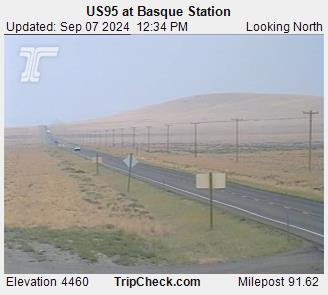 US95 at Basque Station
Updated: Sep 07 2024 12:34 PM Looking North
Elevation 4460 TripCheck.com Milepost 91.62